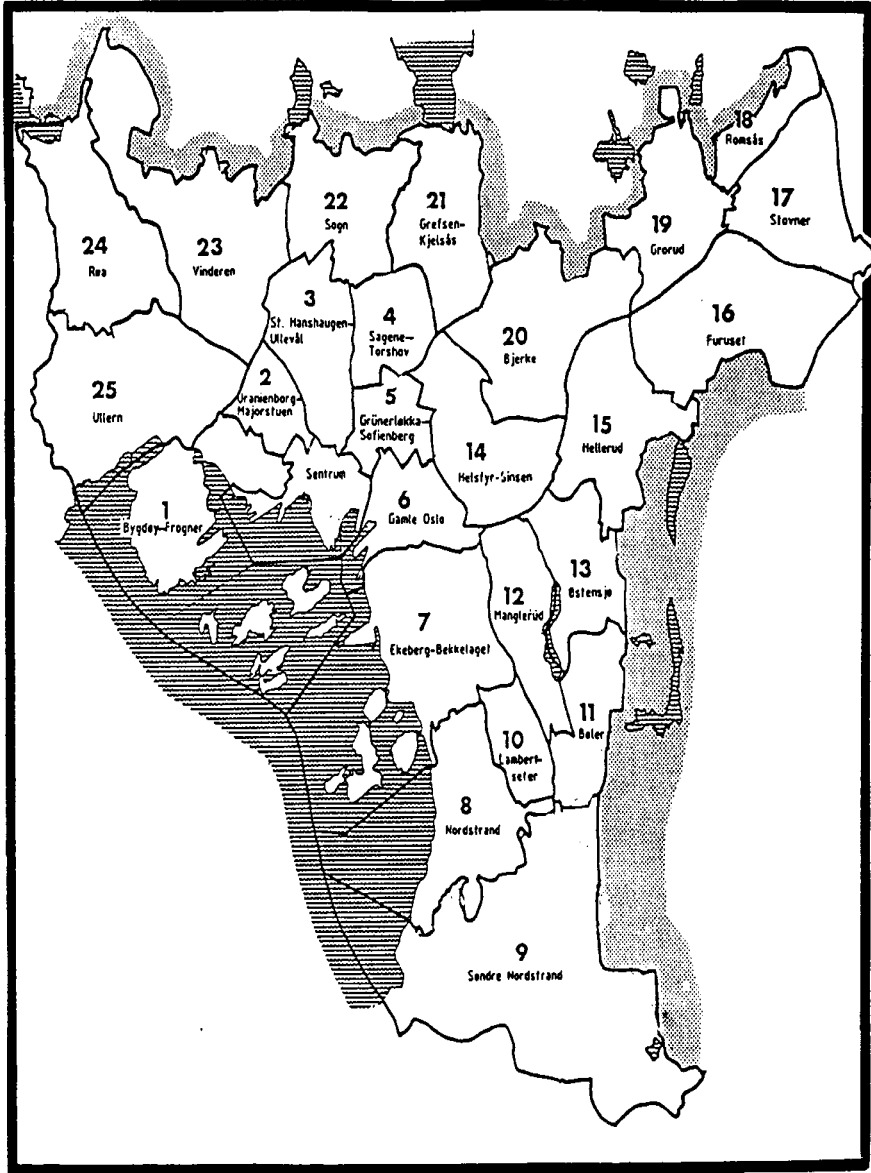 18
Romsås
22
Sogn
21
Grefsen-
Kjelsås
17
Stovner
19
Grorud
24
Røa
23
Vinderen
3
St. Hanshaugen-
Ullevål
4
Sagene-
Torshov
16
Furuset
20
Bjerke
25
Ullern
2
Uranienborg-
Majorstuen
5
Grünerløkka-
Sofienberg
15
Hellerud
14
Helsfyr-Sinsen
Sentrum
6
Gamle Oslo
1
Bygdøy-Frogner
13
Østensjø
12
Manglerud
7
Ekeberg-Bekkelaget
11
Bøler
10
Lambert-
seter
8
Nordstrand
9
Søndre Nordstrand